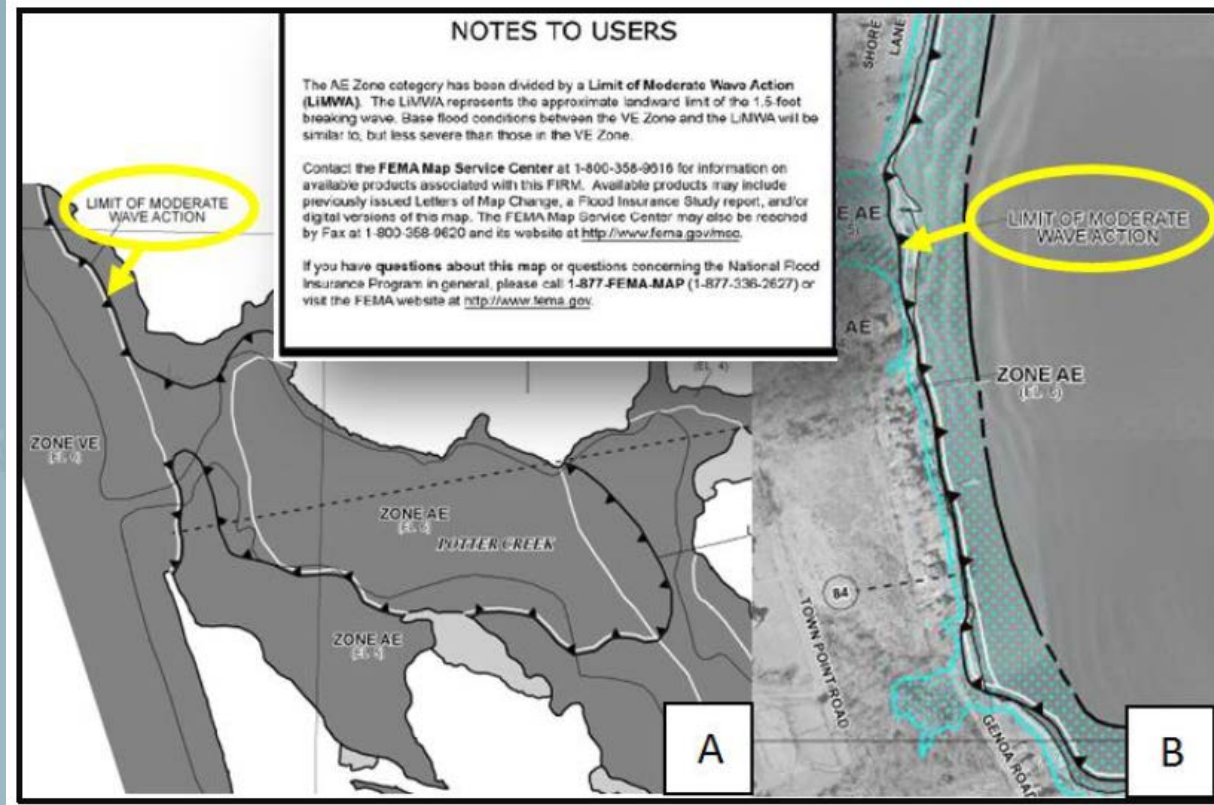 NOTES TO USERS
The AE Zone category has been divided by a Limit of Moderate Wave Action
(LiMWA). The LiMWA represents the approximate landward limit of the 1.5-foot
breaking wave. Base flood conditions between the VE Zone and the LiMWA will be
similar to, but less severe than those in the VE Zone.
Contact the FEMA Map Service Center at 1-800-358-9616 for information on
available products associated with this FIRM. Available products may include
previously issued Letters of Map Change, a Flood Insurance Study report, and/or
digital versions of this map. The FEMA Map Service Center may also be reached
by Fax at 1-800-358-9620 and its website at http://www.fema.gov/msc.
If you have questions about this map or questions concerning the National Flood
Insurance Program in general, please call 1-877-FEMA-MAP (1-877-336-2627) or
visit the FEMA website at http://www.fema.gov.
LIMIT OF MODERATE
WAVE ACTION
ZONE VE
(EL 6)
(EL 4)
ZONE AE
POTTER CREEK
ZONE AE
(EL 5)
A
SHORE
LANE
LIMIT OF MODERATE
WAVE ACTION
AE
AE
ZONE AE
84
TOWN POINT ROAD
GENOA ROAD
B